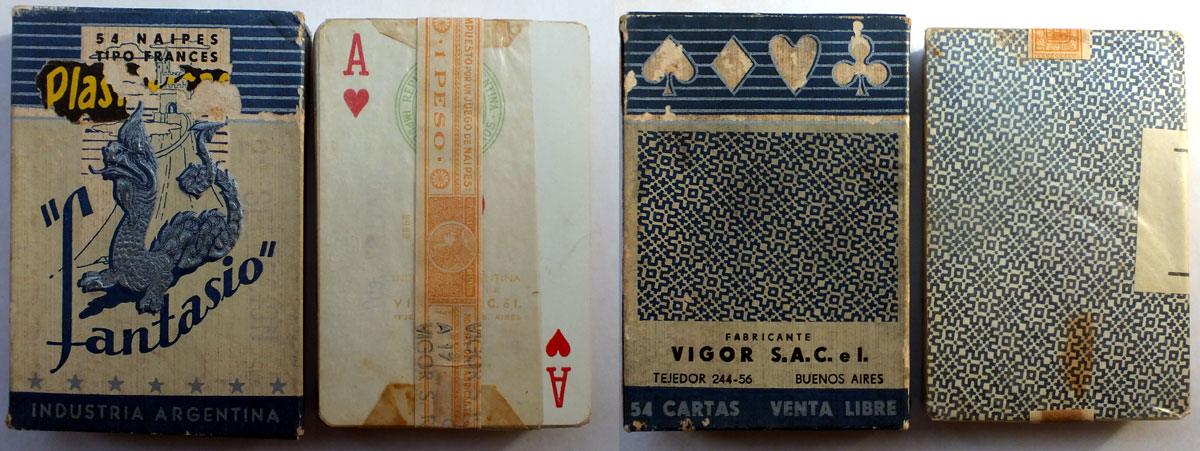 54 NAIPES
TIPO FRANCES
Plas
"Fantasio"
INDUSTRIA ARGENTINA
A
IMPUESTO POR UN JUEGO DE NAIPES:
· 1 PESO ·
A
A 17
VIGOR S
FABRICANTE
VIGOR S.A.C. e I.
TEJEDOR 244-56 BUENOS AIRES
54 CARTAS VENTA LIBRE